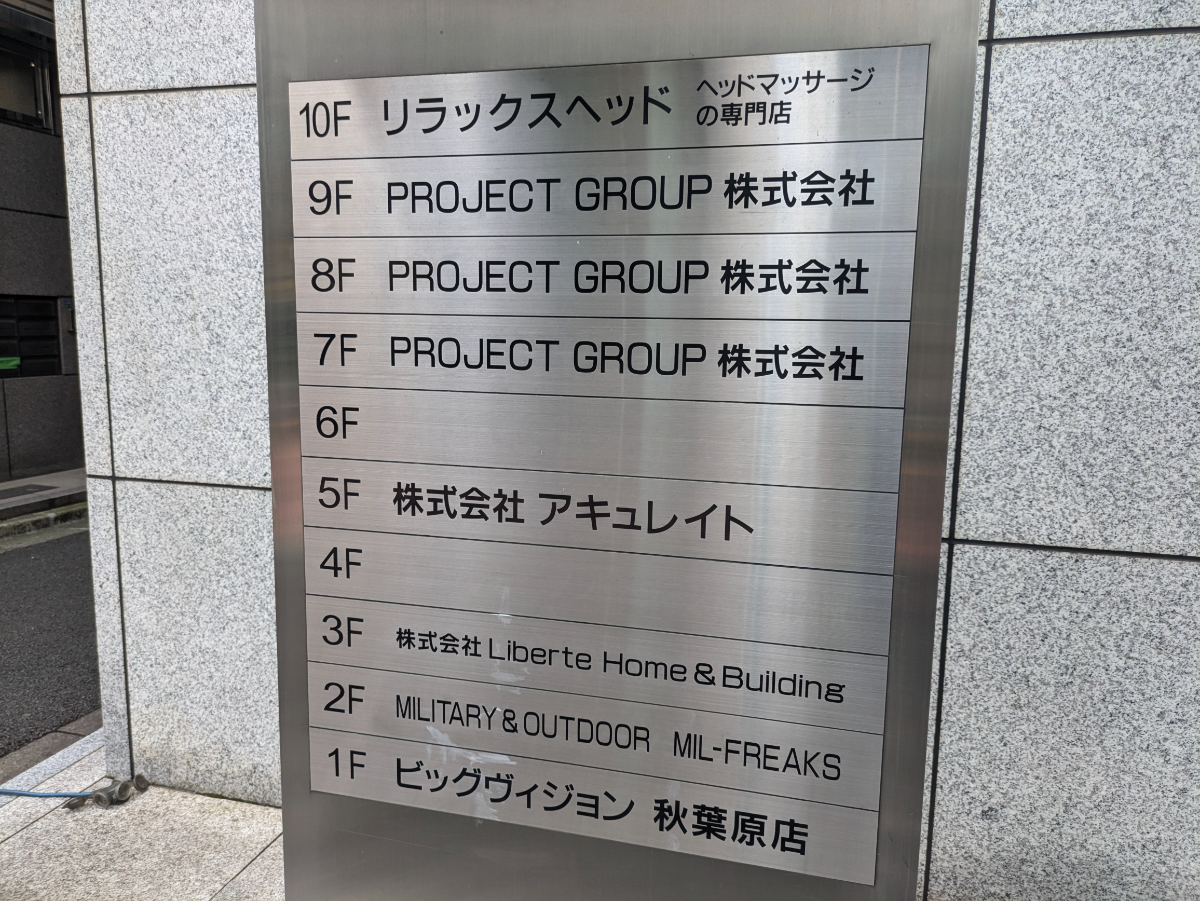 10F リラックスヘッド ヘッドマッサージ
の専門店
9F PROJECT GROUP 株式会社
8F PROJECT GROUP 株式会社
7F PROJECT GROUP 株式会社
6F
5F 株式会社 アキュレイト
4F
3F 株式会社 Liberte Home & Building
2F MILITARY & OUTDOOR MIL-FREAKS
1F ビッグヴィジョン 秋葉原店